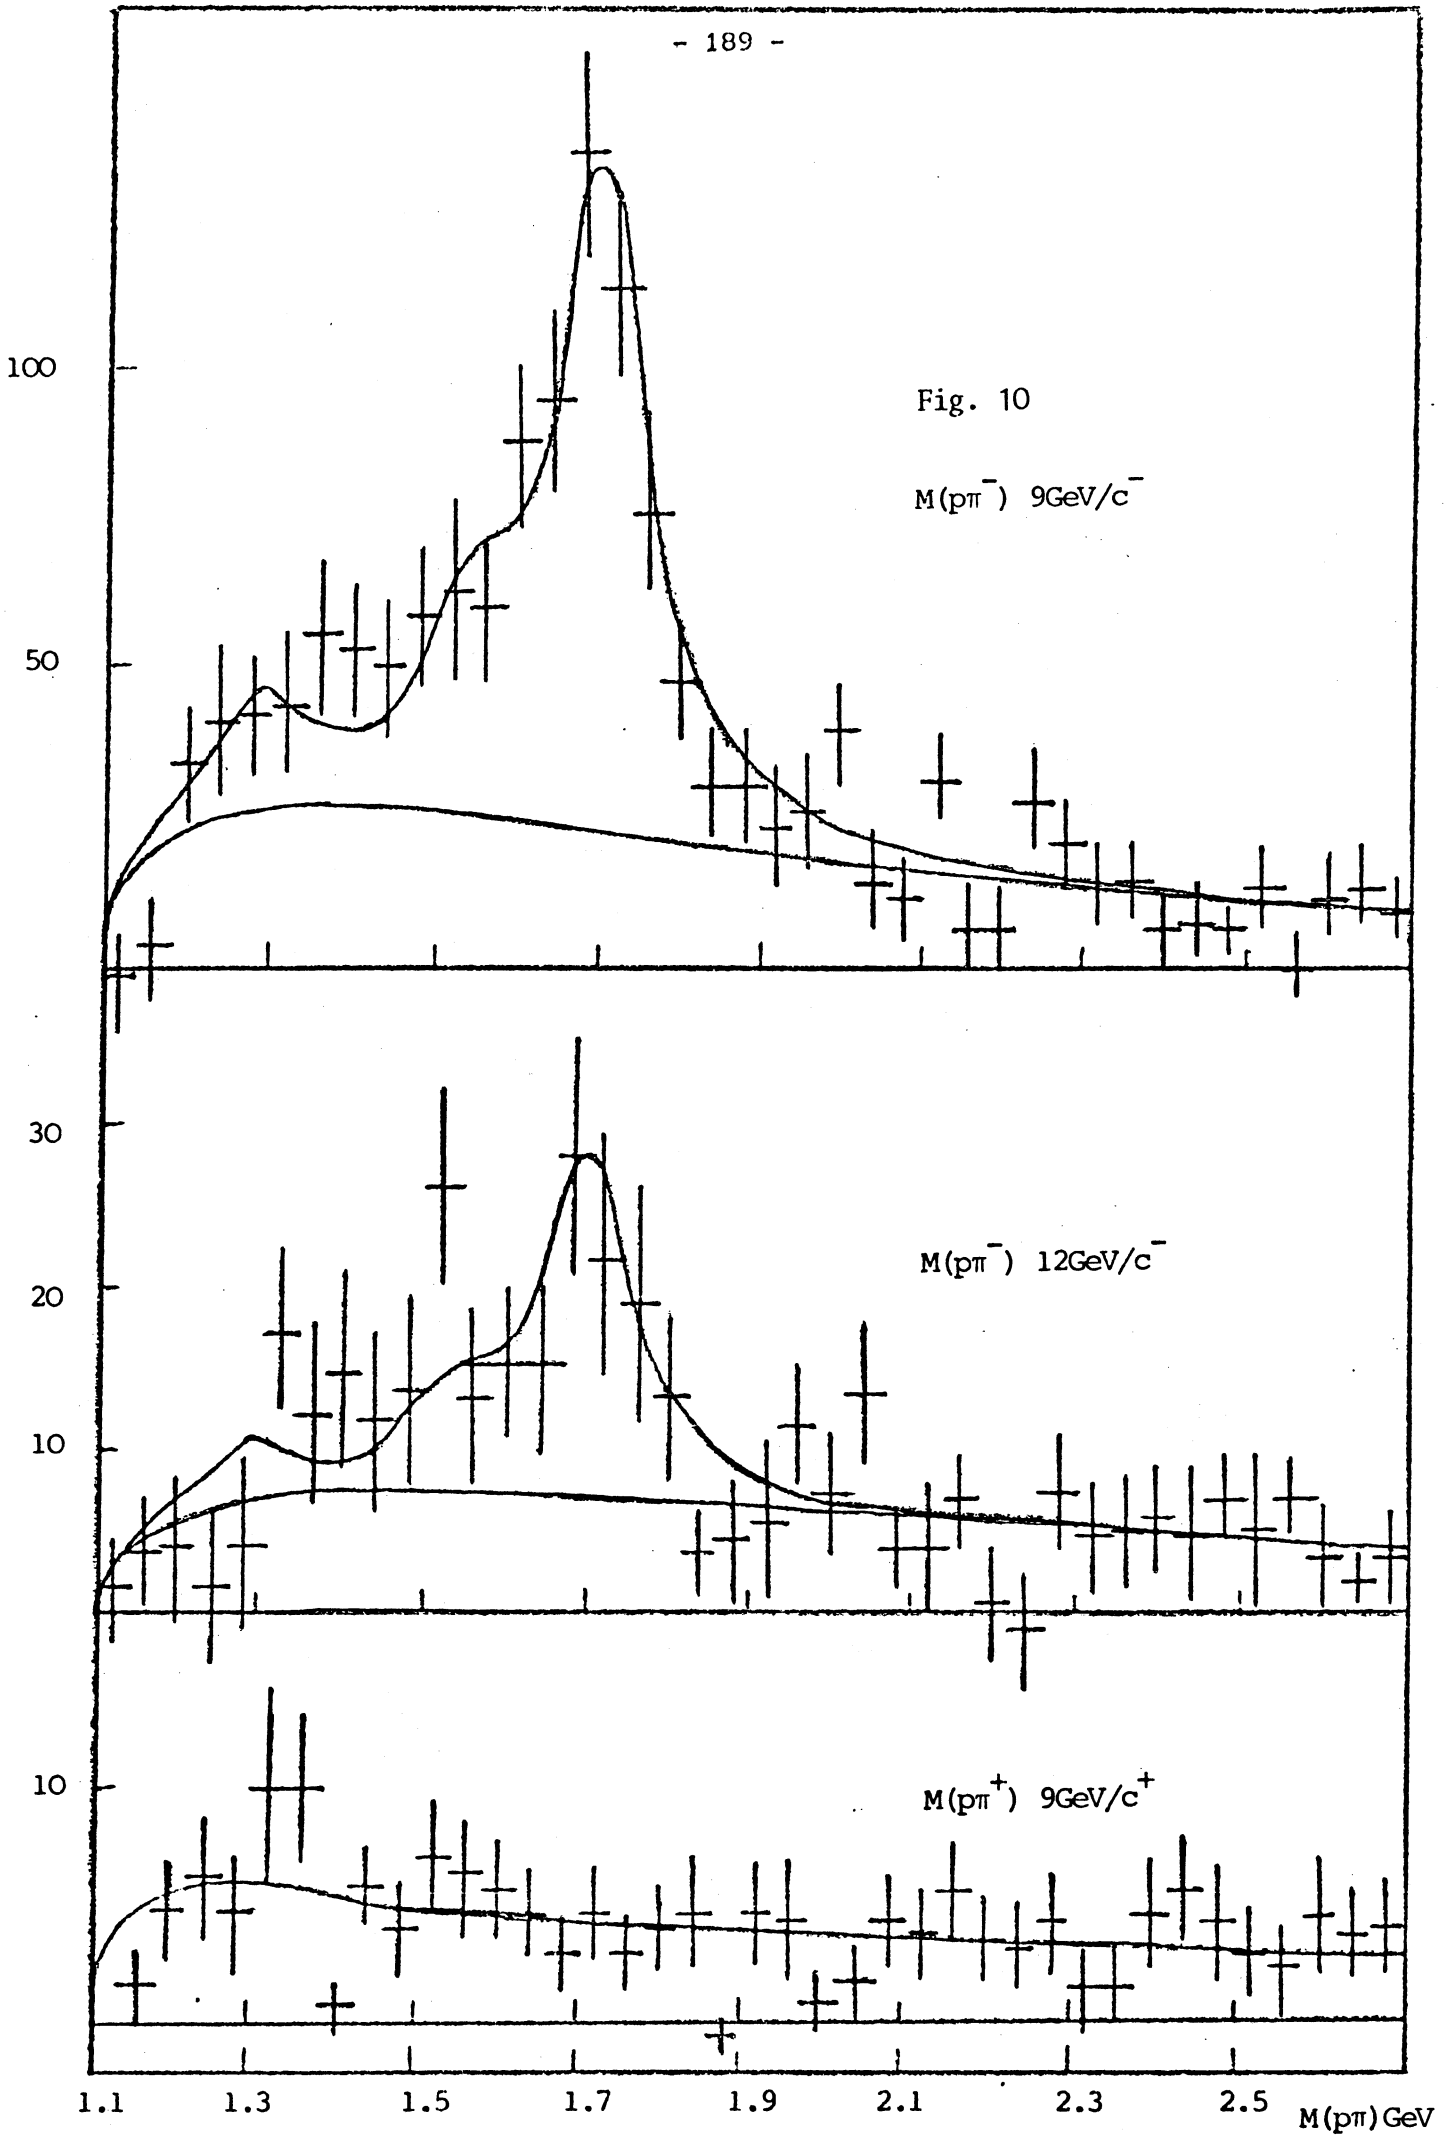 - 189 -
100
Fig. 10
M(pπ⁻) 9GeV/c⁻
50
30
M(pπ⁻) 12GeV/c⁻
20
10
10
M(pπ⁺) 9GeV/c⁺
1.1 1.3 1.5 1.7 1.9 2.1 2.3 2.5 M(pπ)GeV